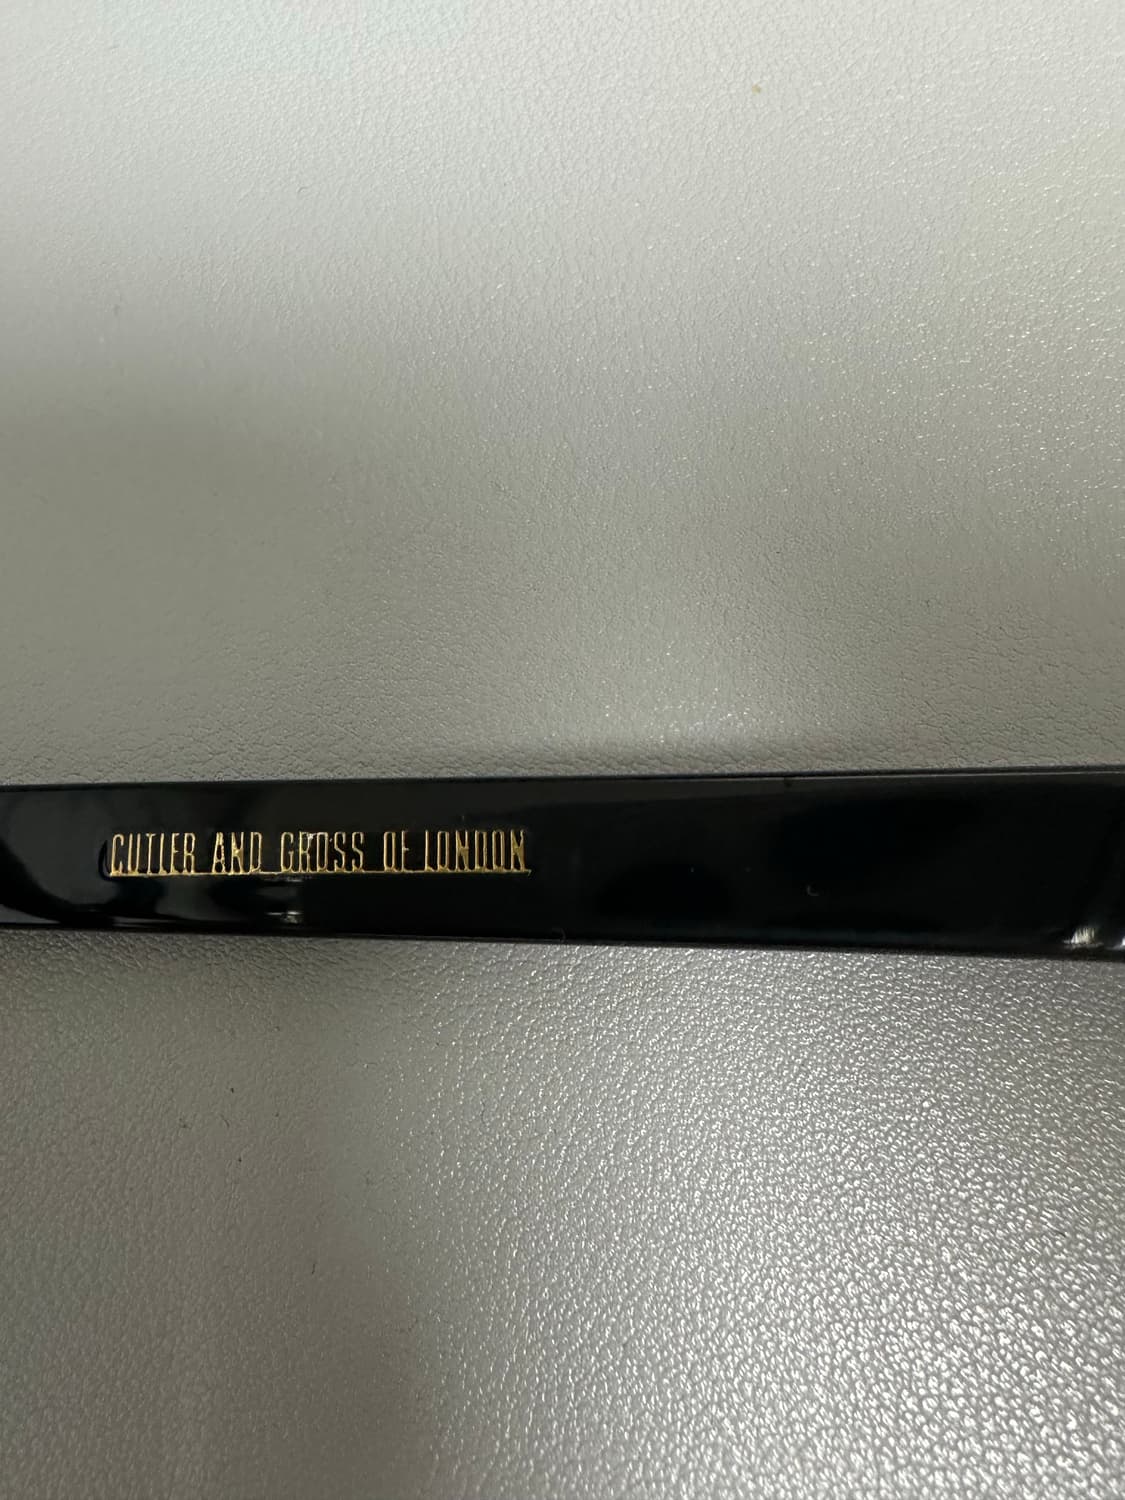 CUTLER AND GROSS OF LONDON